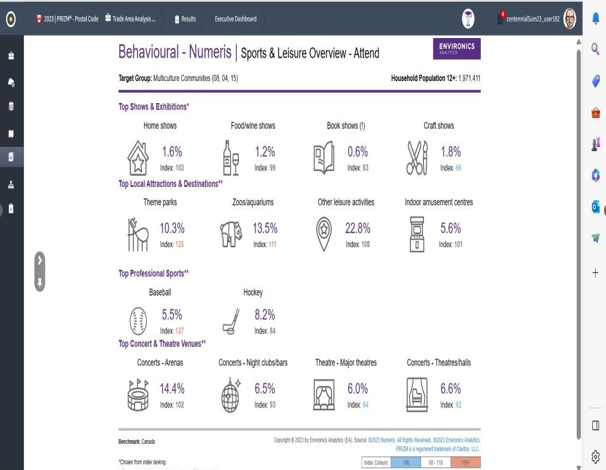 2023 | PRIZM® - Postal Code
Trade Area Analysis ...
Results
Executive Dashboard
centennialSum23_user182
Behavioural - Numeris | Sports & Leisure Overview - Attend
ENVIRONICS
ANALYTICS
Target Group: Multiculture Communities (08, 04, 15)
Household Population 12+: 1,971,411
Top Shows & Exhibitions*
Home shows
Food/wine shows
Book shows (!)
Craft shows
1.6%
1.2%
0.6%
1.8%
Index: 103
Index: 99
Index: 83
Index: 66
Top Local Attractions & Destinations**
Theme parks
Zoos/aquariums
Other leisure activities
Indoor amusement centres
10.3%
13.5%
22.8%
5.6%
Index: 125
Index: 111
Index: 108
Index: 101
Top Professional Sports**
Baseball
Hockey
5.5%
8.2%
Index: 127
Index: 84
Top Concert & Theatre Venues**
Concerts - Arenas
Concerts - Night clubs/bars
Theatre - Major theatres
Concerts - Theatres/halls
14.4%
6.5%
6.0%
6.6%
Index: 102
Index: 93
Index: 64
Index: 62
Benchmark: Canada
Copyright © 2023 by Environics Analytics (EA). Source: ©2023 Numeris. All Rights Reserved., ©2023 Environics Analytics.
PRIZM is a registered trademark of Claritas, LLC.
*Chosen from index ranking
Index Colours:
<80
80 - 110
110+